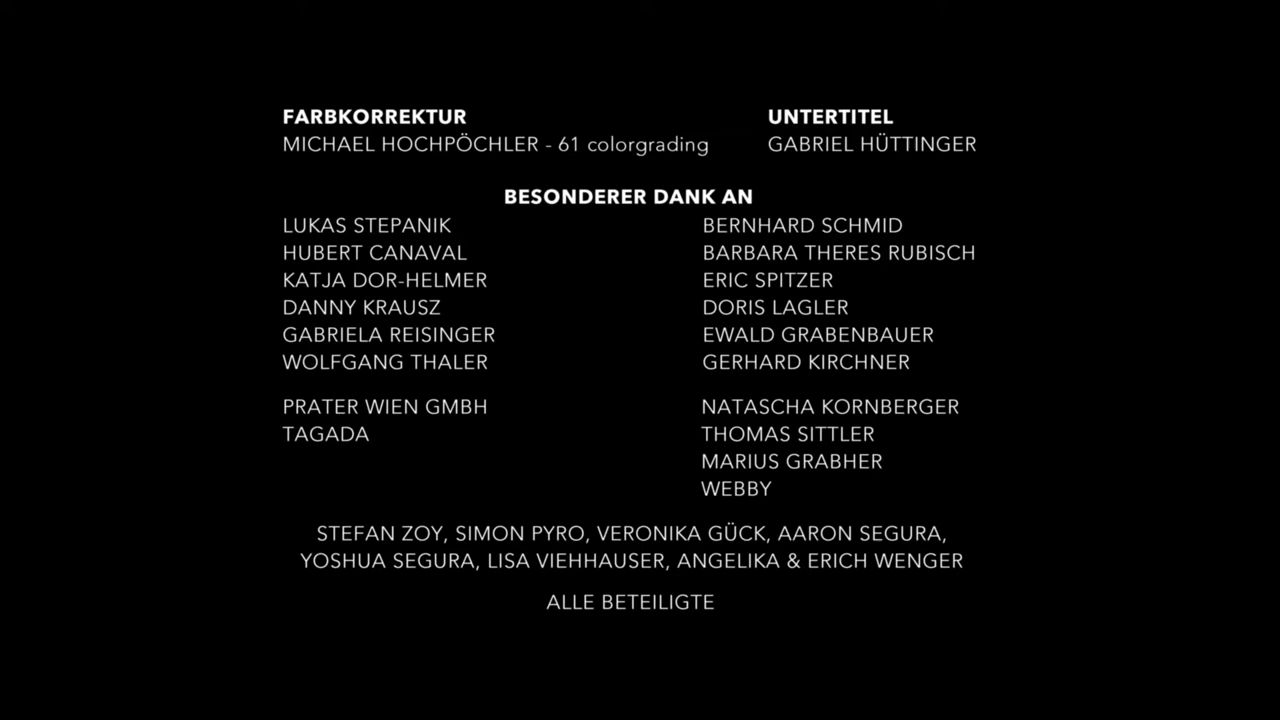 FARBKORREKTUR
MICHAEL HOCHPÖCHLER - 61 colorgrading
UNTERTITEL
GABRIEL HÜTTINGER
BESONDERER DANK AN
LUKAS STEPANIK
HUBERT CANAVAL
KATJA DOR-HELMER
DANNY KRAUSZ
GABRIELA REISINGER
WOLFGANG THALER
PRATER WIEN GMBH
TAGADA
BERNHARD SCHMID
BARBARA THERES RUBISCH
ERIC SPITZER
DORIS LAGLER
EWALD GRABENBAUER
GERHARD KIRCHNER
NATASCHA KORNBERGER
THOMAS SITTLER
MARIUS GRABHER
WEBBY
STEFAN ZOY, SIMON PYRO, VERONIKA GÜCK, AARON SEGURA,
YOSHUA SEGURA, LISA VIEHHAUSER, ANGELIKA & ERICH WENGER
ALLE BETEILIGTE